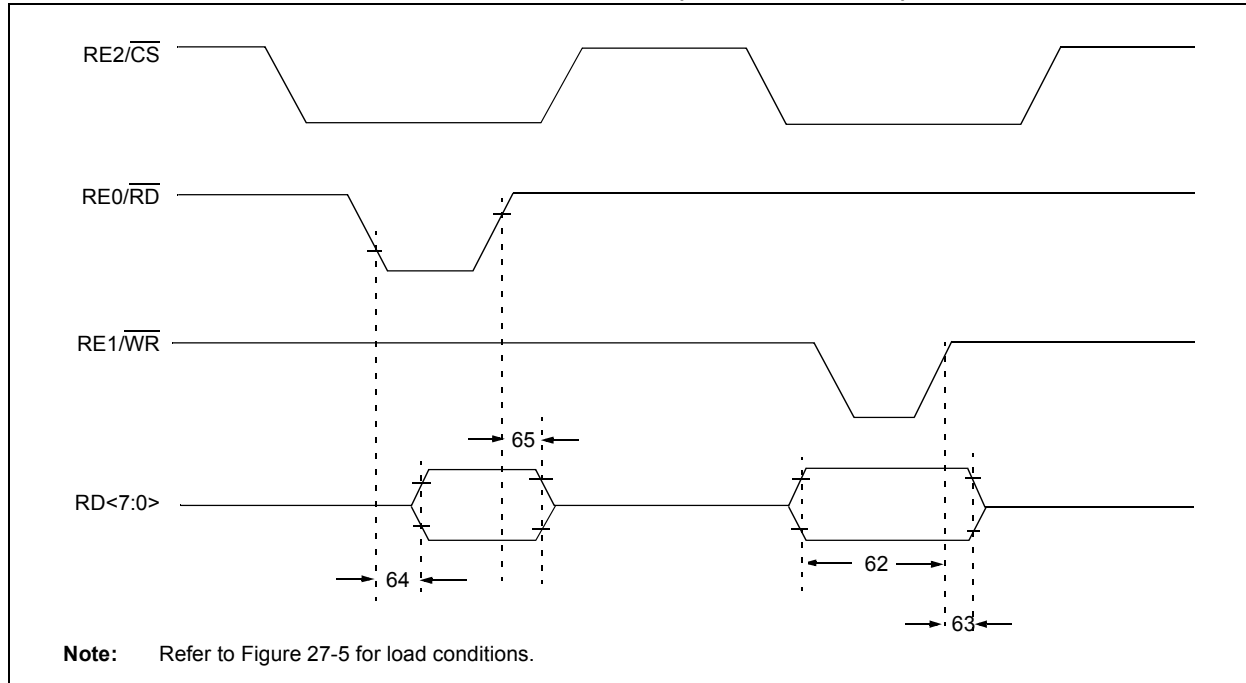 RE2/CS
RE0/RD
RE1/WR
65
RD<7:0>
64
62
63
Note: Refer to Figure 27-5 for load conditions.